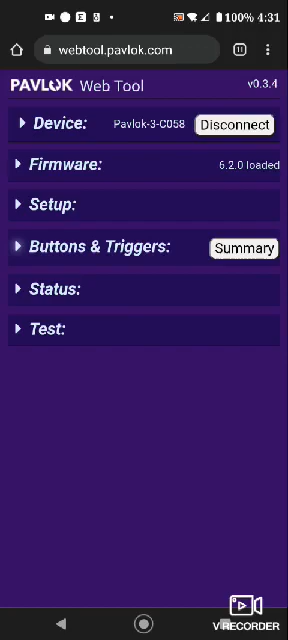 100% 4:31
webtool.pavlok.com
PAVLOK Web Tool v0.3.4
Device: Pavlok-3-C058 Disconnect
Firmware: 6.2.0 loaded
Setup:
Buttons & Triggers: Summary
Status:
Test:
V RECORDER